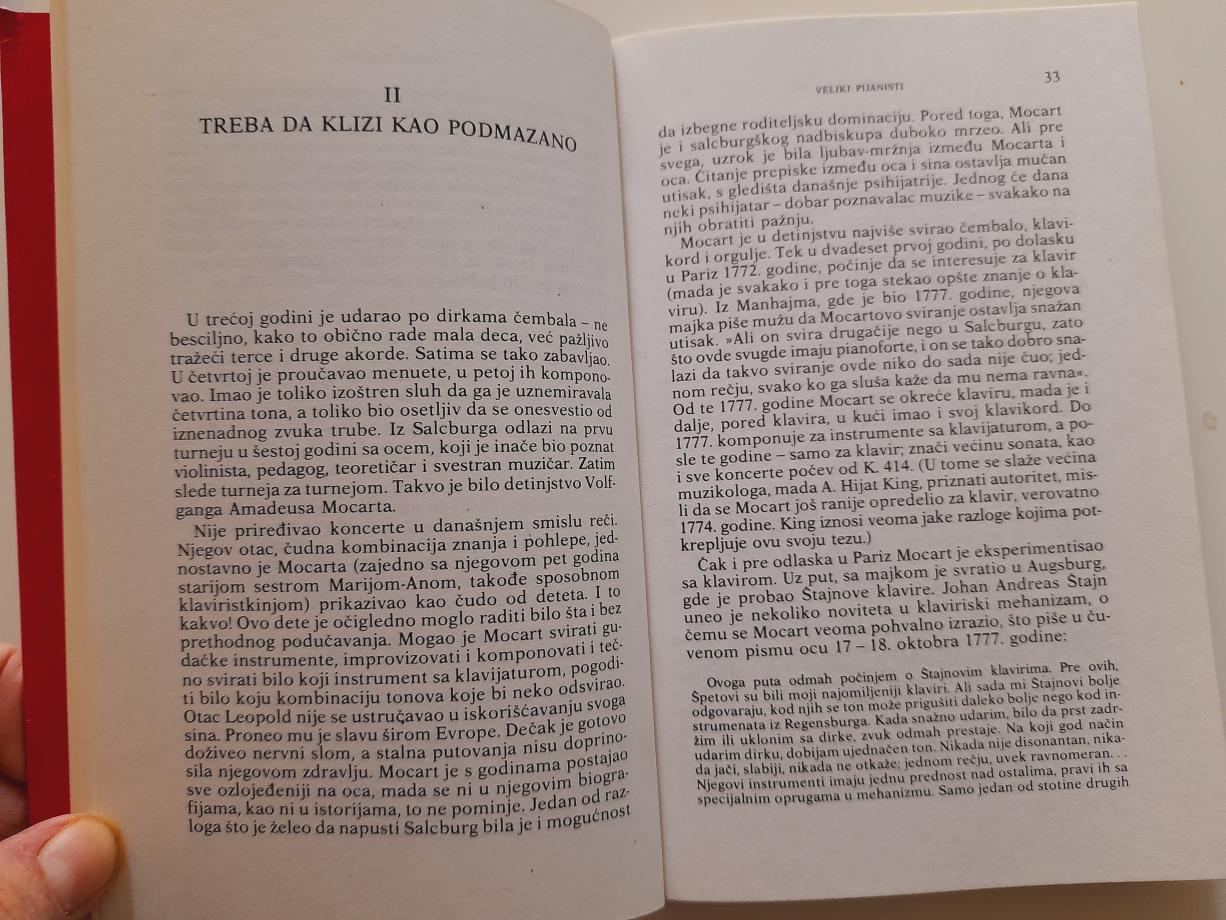 II
TREBA DA KLIZI KAO PODMAZANO
U trećoj godini je udarao po dirkama čembala – ne
besciljno, kako to obično rade mala deca, već pažljivo
tražeći terce i druge akorde. Satima se tako zabavljao.
U četvrtoj je proučavao menuete, u petoj ih kompono-
vao. Imao je toliko izoštren sluh da ga je uznemiravala
četvrtina tona, a toliko bio osetljiv da se onesvestio od
iznenadnog zvuka trube. Iz Salcburga odlazi na prvu
turneju u šestoj godini sa ocem, koji je inače bio poznat
violinista, pedagog, teoretičar i svestran muzičar. Zatim
slede turneja za turnejom. Takvo je bilo detinjstvo Volf-
ganga Amadeusa Mocarta.
Nije priređivao koncerte u današnjem smislu reči.
Njegov otac, čudna kombinacija znanja i pohlepe, jed-
nostavno je Mocarta (zajedno sa njegovom pet godina
starijom sestrom Marijom-Anom, takođe sposobnom
klaviristkinjom) prikazivao kao čudo od deteta. I to
kakvo! Ovo dete je očigledno moglo raditi bilo šta i bez
prethodnog podučavanja. Mogao je Mocart svirati gu-
dačke instrumente, improvizovati i komponovati i teč-
no svirati bilo koji instrument sa klavijaturom, pogodi-
ti bilo koju kombinaciju tonova koje bi neko odsvirao.
Otac Leopold nije se ustručavao u iskorišćavanju svoga
sina. Proneo mu je slavu širom Evrope. Dečak je gotovo
doživeo nervni slom, a stalna putovanja nisu doprino-
sila njegovom zdravlju. Mocart je s godinama postajao
sve ozlojeđeniji na oca, mada se ni u njegovim biogra-
fijama, kao ni u istorijama, to ne pominje. Jedan od raz-
loga što je želeo da napusti Salcburg bila je i mogućnost
VELIKI PIJANISTI
33
da izbegne roditeljsku dominaciju. Pored toga, Mocart
je i salcburgškog nadbiskupa duboko mrzeo. Ali pre
svega, uzrok je bila ljubav-mržnja između Mocarta i
oca. Čitanje prepiske između oca i sina ostavlja mučan
utisak, s gledišta današnje psihijatrije. Jednog će dana
neki psihijatar – dobar poznavalac muzike – svakako na
njih obratiti pažnju.
Mocart je u detinjstvu najviše svirao čembalo, klavi-
kord i orgulje. Tek u dvadeset prvoj godini, po dolasku
u Pariz 1772. godine, počinje da se interesuje za klavir
(mada je svakako i pre toga stekao opšte znanje o kla-
viru). Iz Manhajma, gde je bio 1777. godine, njegova
majka piše mužu da Mocartovo sviranje ostavlja snažan
utisak. »Ali on svira drugačije nego u Salcburgu, zato
što ovde svugde imaju pianoforte, i on se tako dobro sna-
lazi da takvo sviranje ovde niko do sada nije čuo; jed-
nom rečju, svako ko ga sluša kaže da mu nema ravna«.
Od te 1777. godine Mocart se okreće klaviru, mada je i
dalje, pored klavira, u kući imao i svoj klavikord. Do
1777. komponuje za instrumente sa klavijaturom, a po-
sle te godine – samo za klavir; znači većinu sonata, kao
i sve koncerte počev od K. 414. (U tome se slaže većina
muzikologa, mada A. Hijat King, priznati autoritet, mis-
li da se Mocart još ranije opredelio za klavir, verovatno
1774. godine. King iznosi veoma jake razloge kojima pot-
krepljuje ovu svoju tezu.)
Čak i pre odlaska u Pariz Mocart je eksperimentisao
sa klavirom. Uz put, sa majkom je svratio u Augsburg,
gde je probao Štajnove klavire. Johan Andreas Štajn
uneo je nekoliko noviteta u klaviriski mehanizam, o
čemu se Mocart veoma pohvalno izrazio, što piše u ču-
venom pismu ocu 17 – 18. oktobra 1777. godine:
Ovoga puta odmah počinjem o Štajnovim klavirima. Pre ovih,
Špetovi su bili moji najomiljeniji klaviri. Ali sada mi Štajnovi bolje
odgovaraju, kod njih se ton može prigušiti daleko bolje nego kod in-
strumenata iz Regensburga. Kada snažno udarim, bilo da prst zadr-
žim ili uklonim sa dirke, zvuk odmah prestaje. Na koji god način
udarim dirku, dobijam ujednačen ton. Nikada nije disonantan, nika-
da jači, slabiji, nikada ne otkaže; jednom rečju, uvek ravnomeran. . .
Njegovi instrumenti imaju jednu prednost nad ostalima, pravi ih sa
specijalnim oprugama u mehanizmu. Samo jedan od stotine drugih